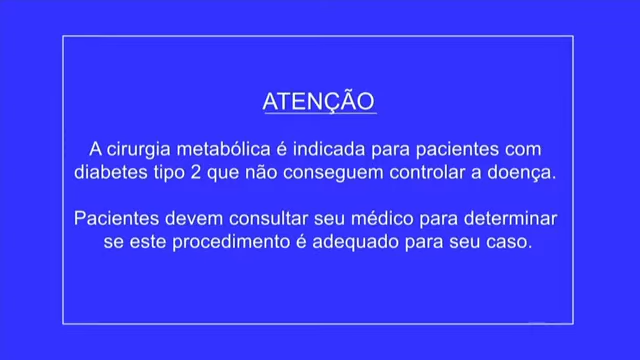 ATENÇÃO
A cirurgia metabólica é indicada para pacientes com
diabetes tipo 2 que não conseguem controlar a doença.
Pacientes devem consultar seu médico para determinar
se este procedimento é adequado para seu caso.